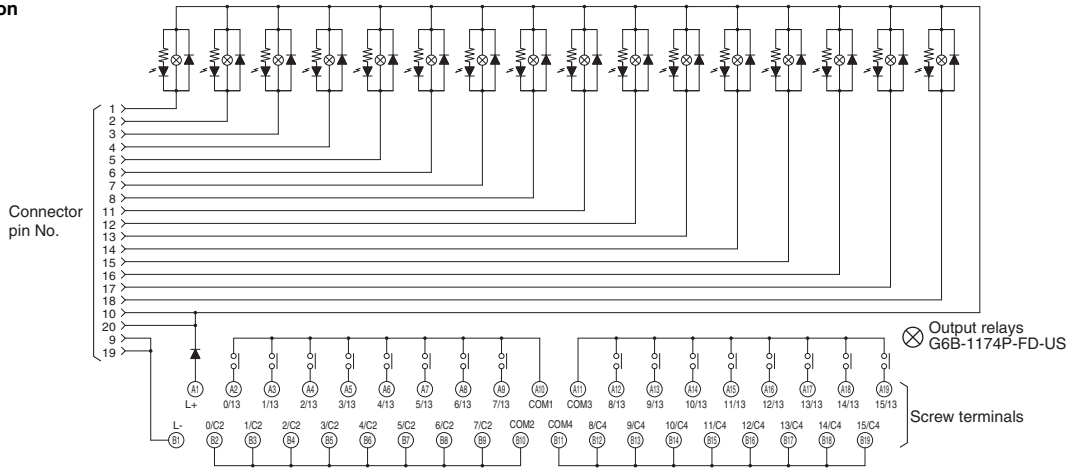 on
Connector
pin No.
1
2
3
4
5
6
7
8
11
12
13
14
15
16
17
18
10
20
9
19
Output relays
G6B-1174P-FD-US
A1 A2 A3 A4 A5 A6 A7 A8 A9 A10 A11 A12 A13 A14 A15 A16 A17 A18 A19
L+ 0/13 1/13 2/13 3/13 4/13 5/13 6/13 7/13 COM1 COM3 8/13 9/13 10/13 11/13 12/13 13/13 14/13 15/13
Screw terminals
L- 0/C2 1/C2 2/C2 3/C2 4/C2 5/C2 6/C2 7/C2 COM2 COM4 8/C4 9/C4 10/C4 11/C4 12/C4 13/C4 14/C4 15/C4
B1 B2 B3 B4 B5 B6 B7 B8 B9 B10 B11 B12 B13 B14 B15 B16 B17 B18 B19